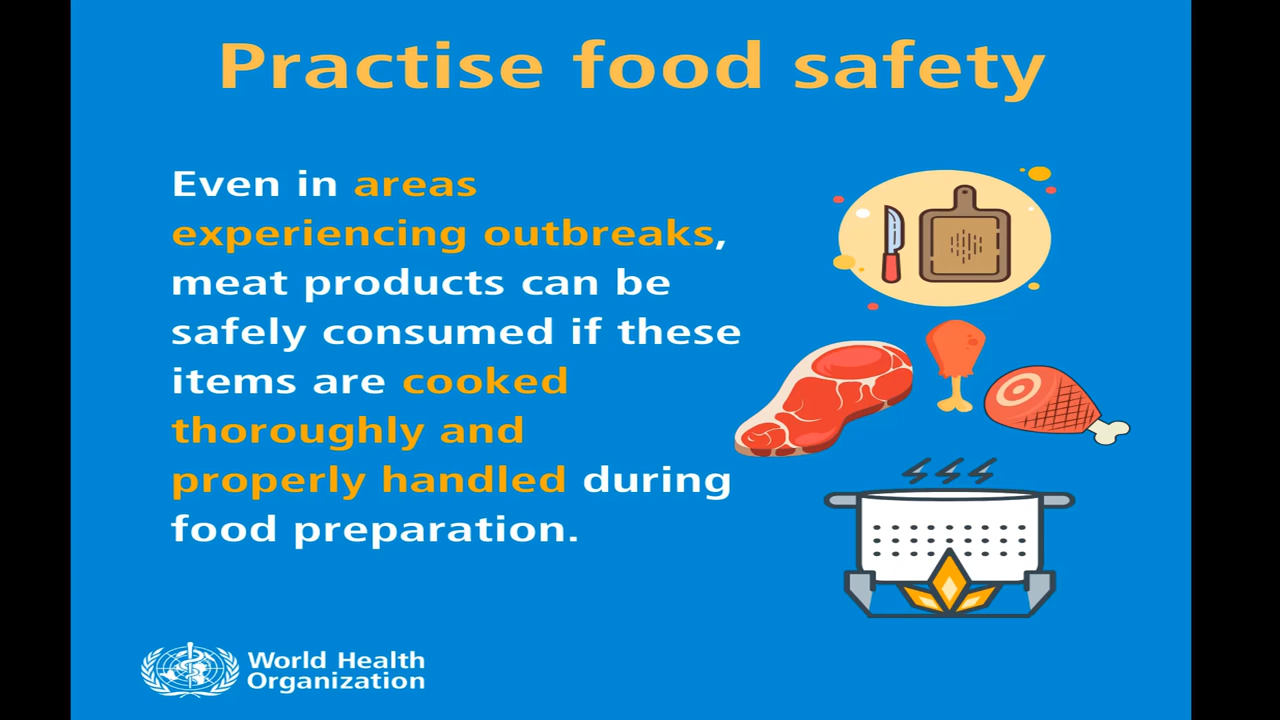 Practise food safety
Even in areas
experiencing outbreaks,
meat products can be
safely consumed if these
items are cooked
thoroughly and
properly handled during
food preparation.
World Health
Organization